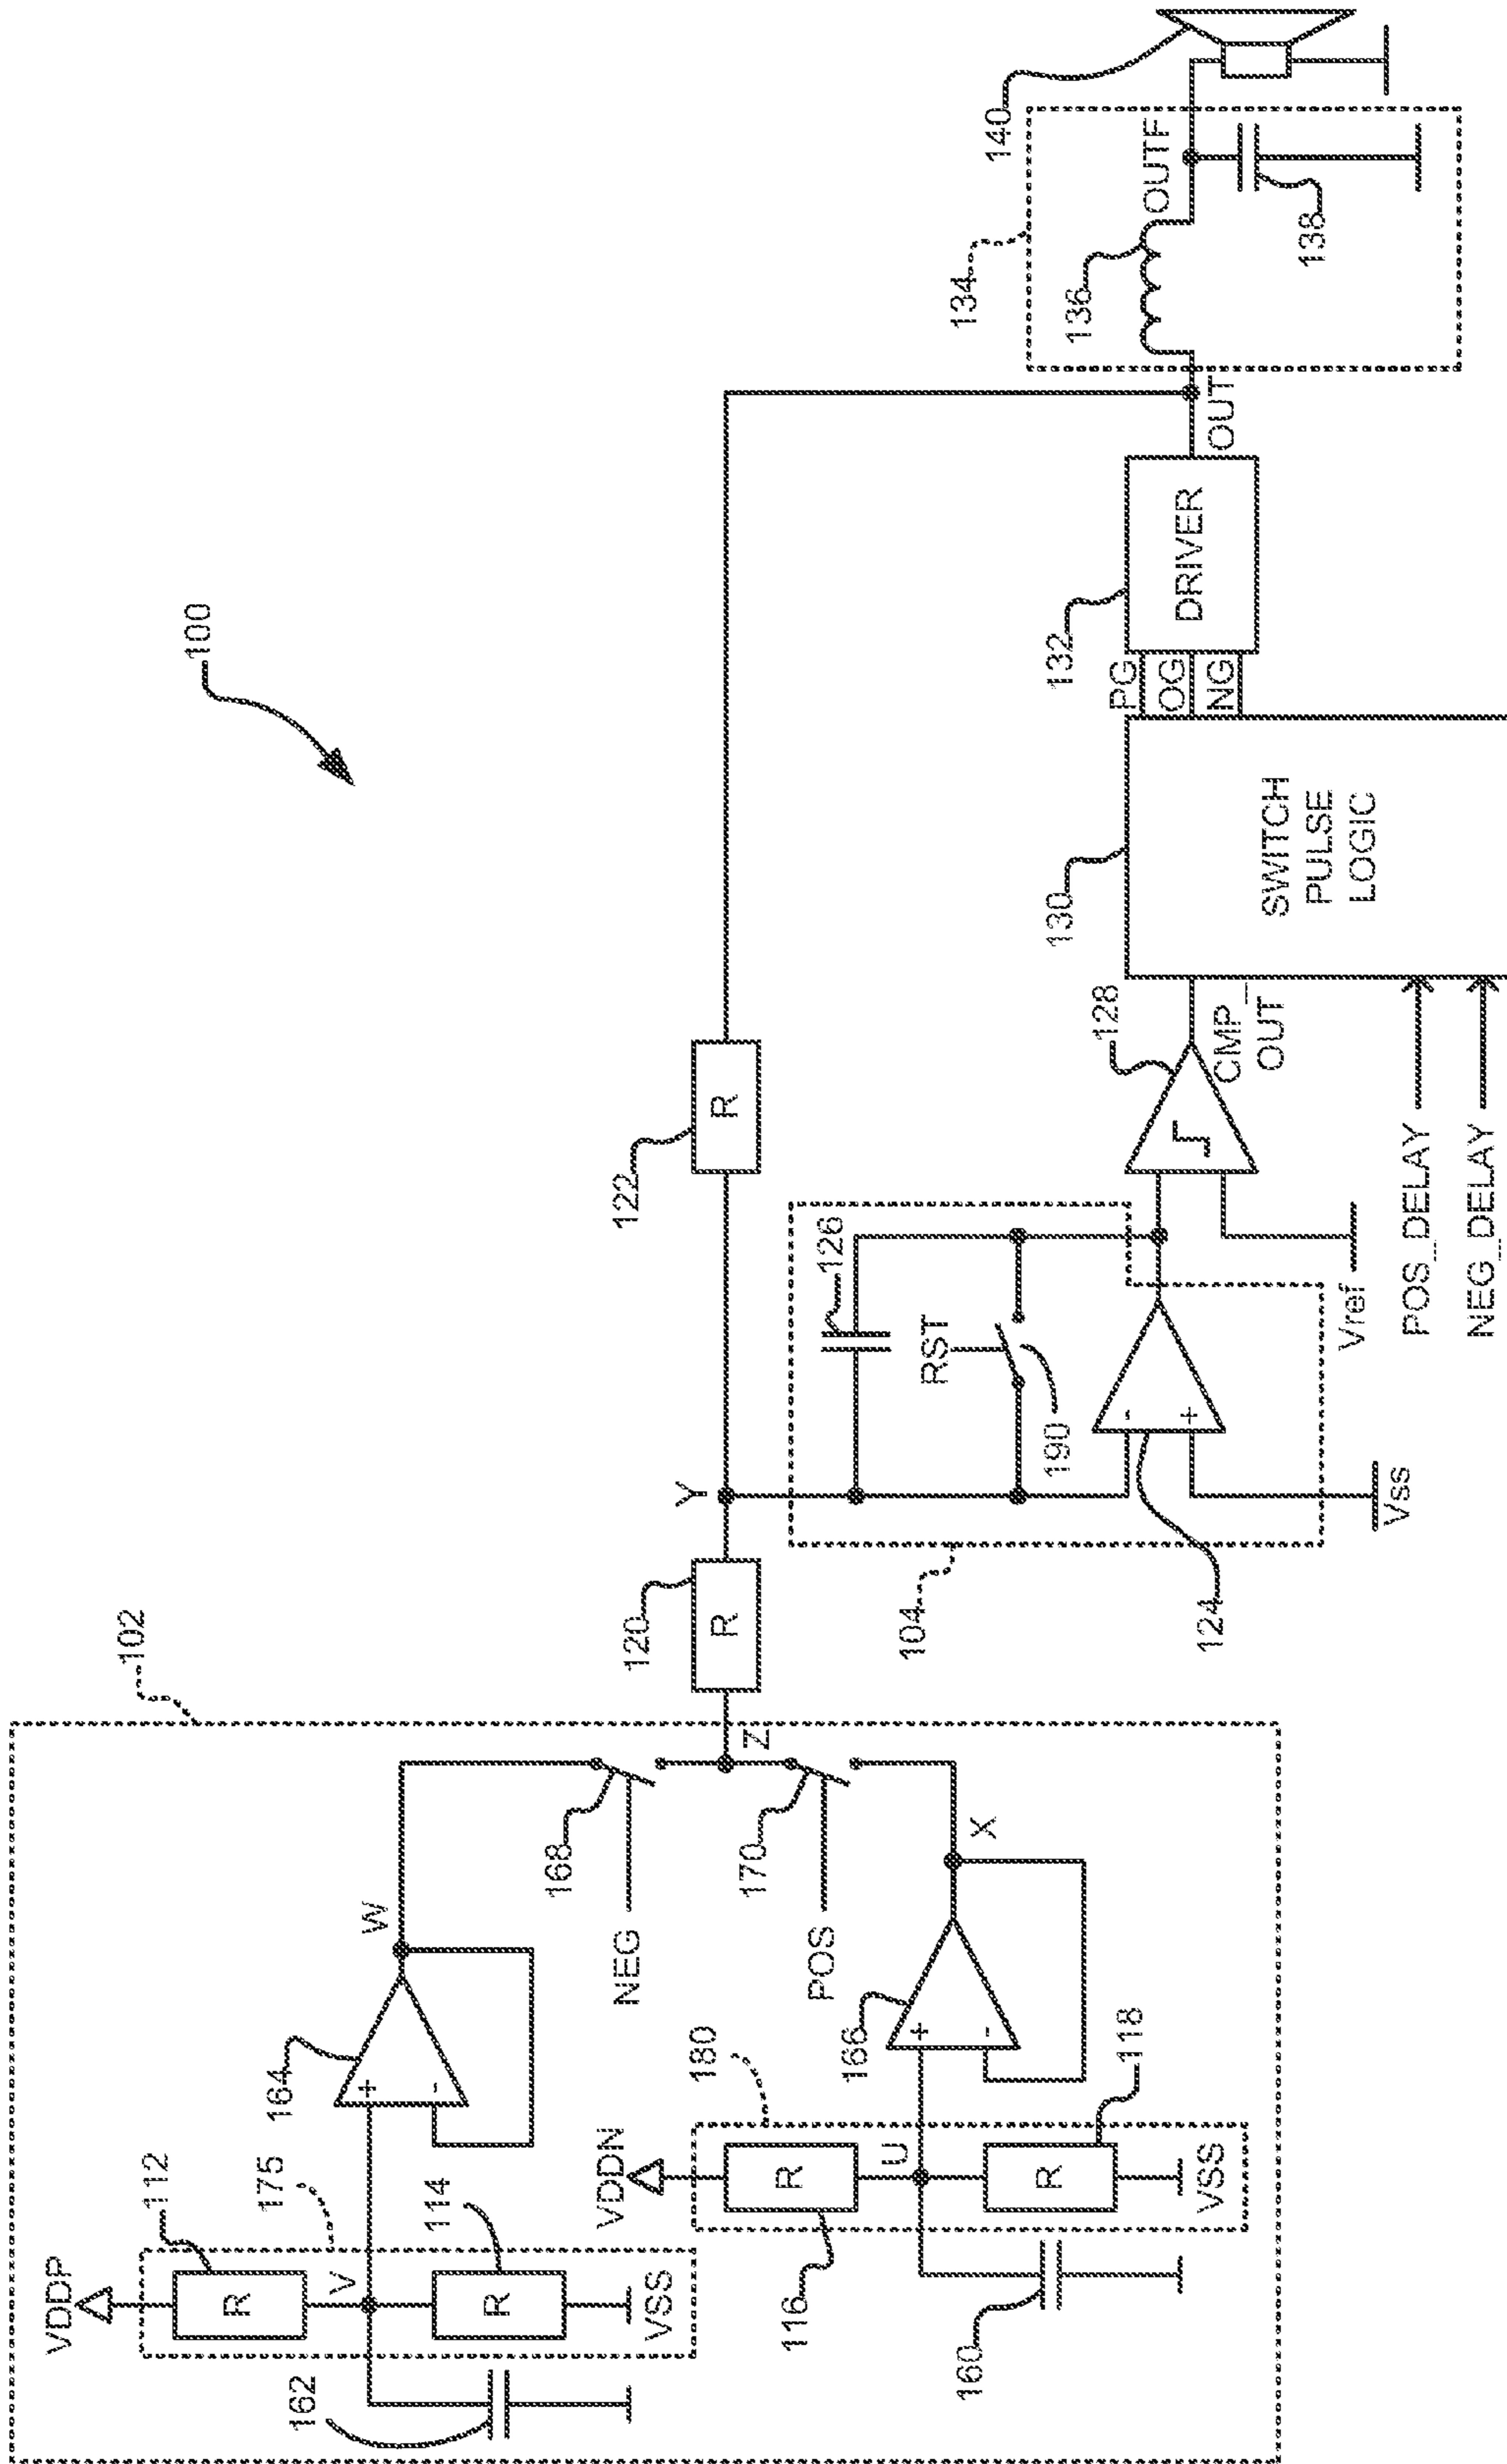 100
102
VDDP
112
R
V
175
114
R
VSS
162
164
+
-
W
168
NEG
Z
170
POS
VDDN
180
R
U
116
R
118
VSS
160
166
+
-
X
120
R
Y
122
R
104
126
RST
190
-
+
124
Vss
128
CMP_
OUT
Vref
POS_DELAY
NEG_DELAY
130
SWITCH
PULSE
LOGIC
PG
OG
NG
132
DRIVER
OUT
134
136
OUTF
138
140